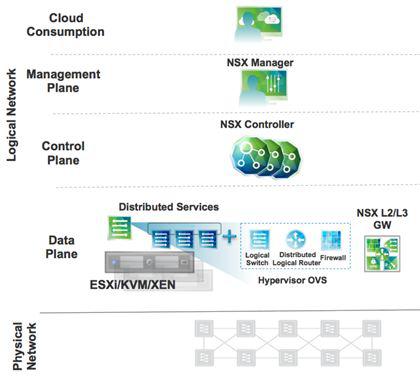 Cloud
Consumption
Logical Network
Management
Plane
NSX Manager
Control
Plane
NSX Controller
Data
Plane
Distributed Services
ESXi/KVM/XEN
Logical
Switch
Distributed
Logical Router
Firewall
Hypervisor OVS
NSX L2/L3
GW
Physical
Network